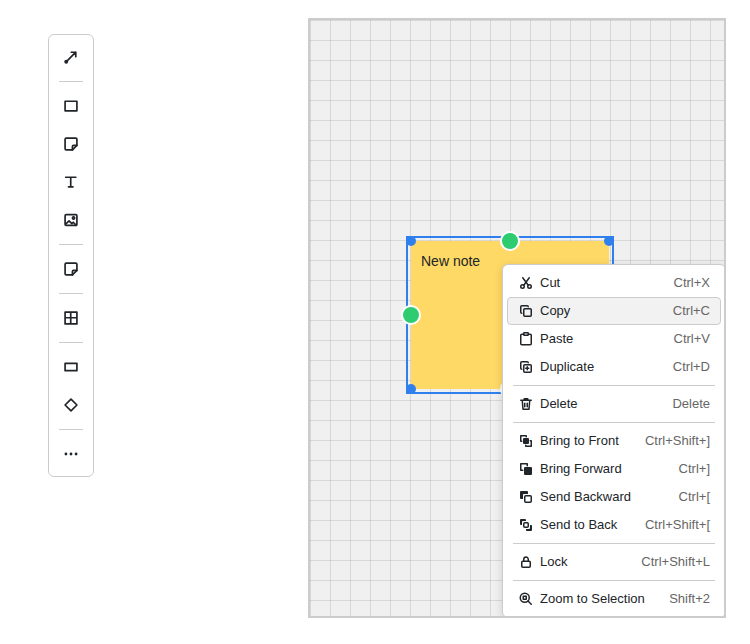 New note
Cut Ctrl+X
Copy Ctrl+C
Paste Ctrl+V
Duplicate Ctrl+D
Delete Delete
Bring to Front Ctrl+Shift+]
Bring Forward Ctrl+]
Send Backward Ctrl+[
Send to Back Ctrl+Shift+[
Lock Ctrl+Shift+L
Zoom to Selection Shift+2